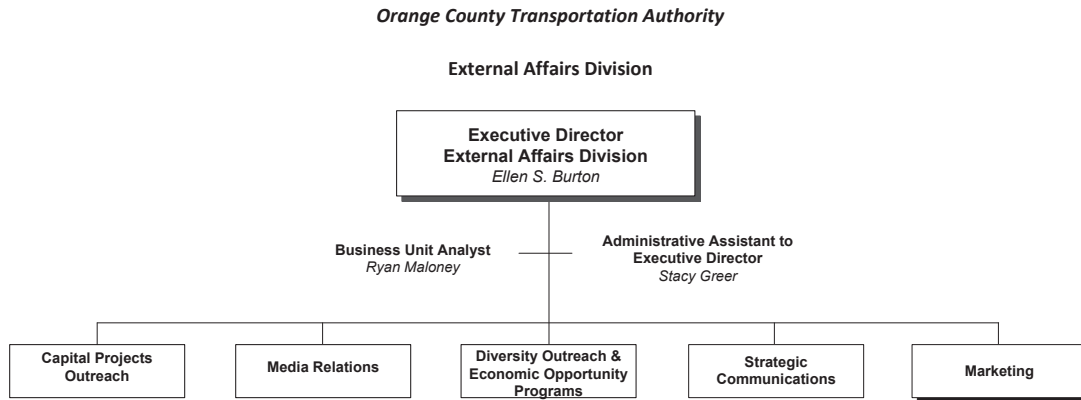 Orange County Transportation Authority
External Affairs Division
Executive Director
External Affairs Division
Ellen S. Burton
Business Unit Analyst
Ryan Maloney
Administrative Assistant to
Executive Director
Stacy Greer
Capital Projects
Outreach
Media Relations
Diversity Outreach &
Economic Opportunity
Programs
Strategic
Communications
Marketing